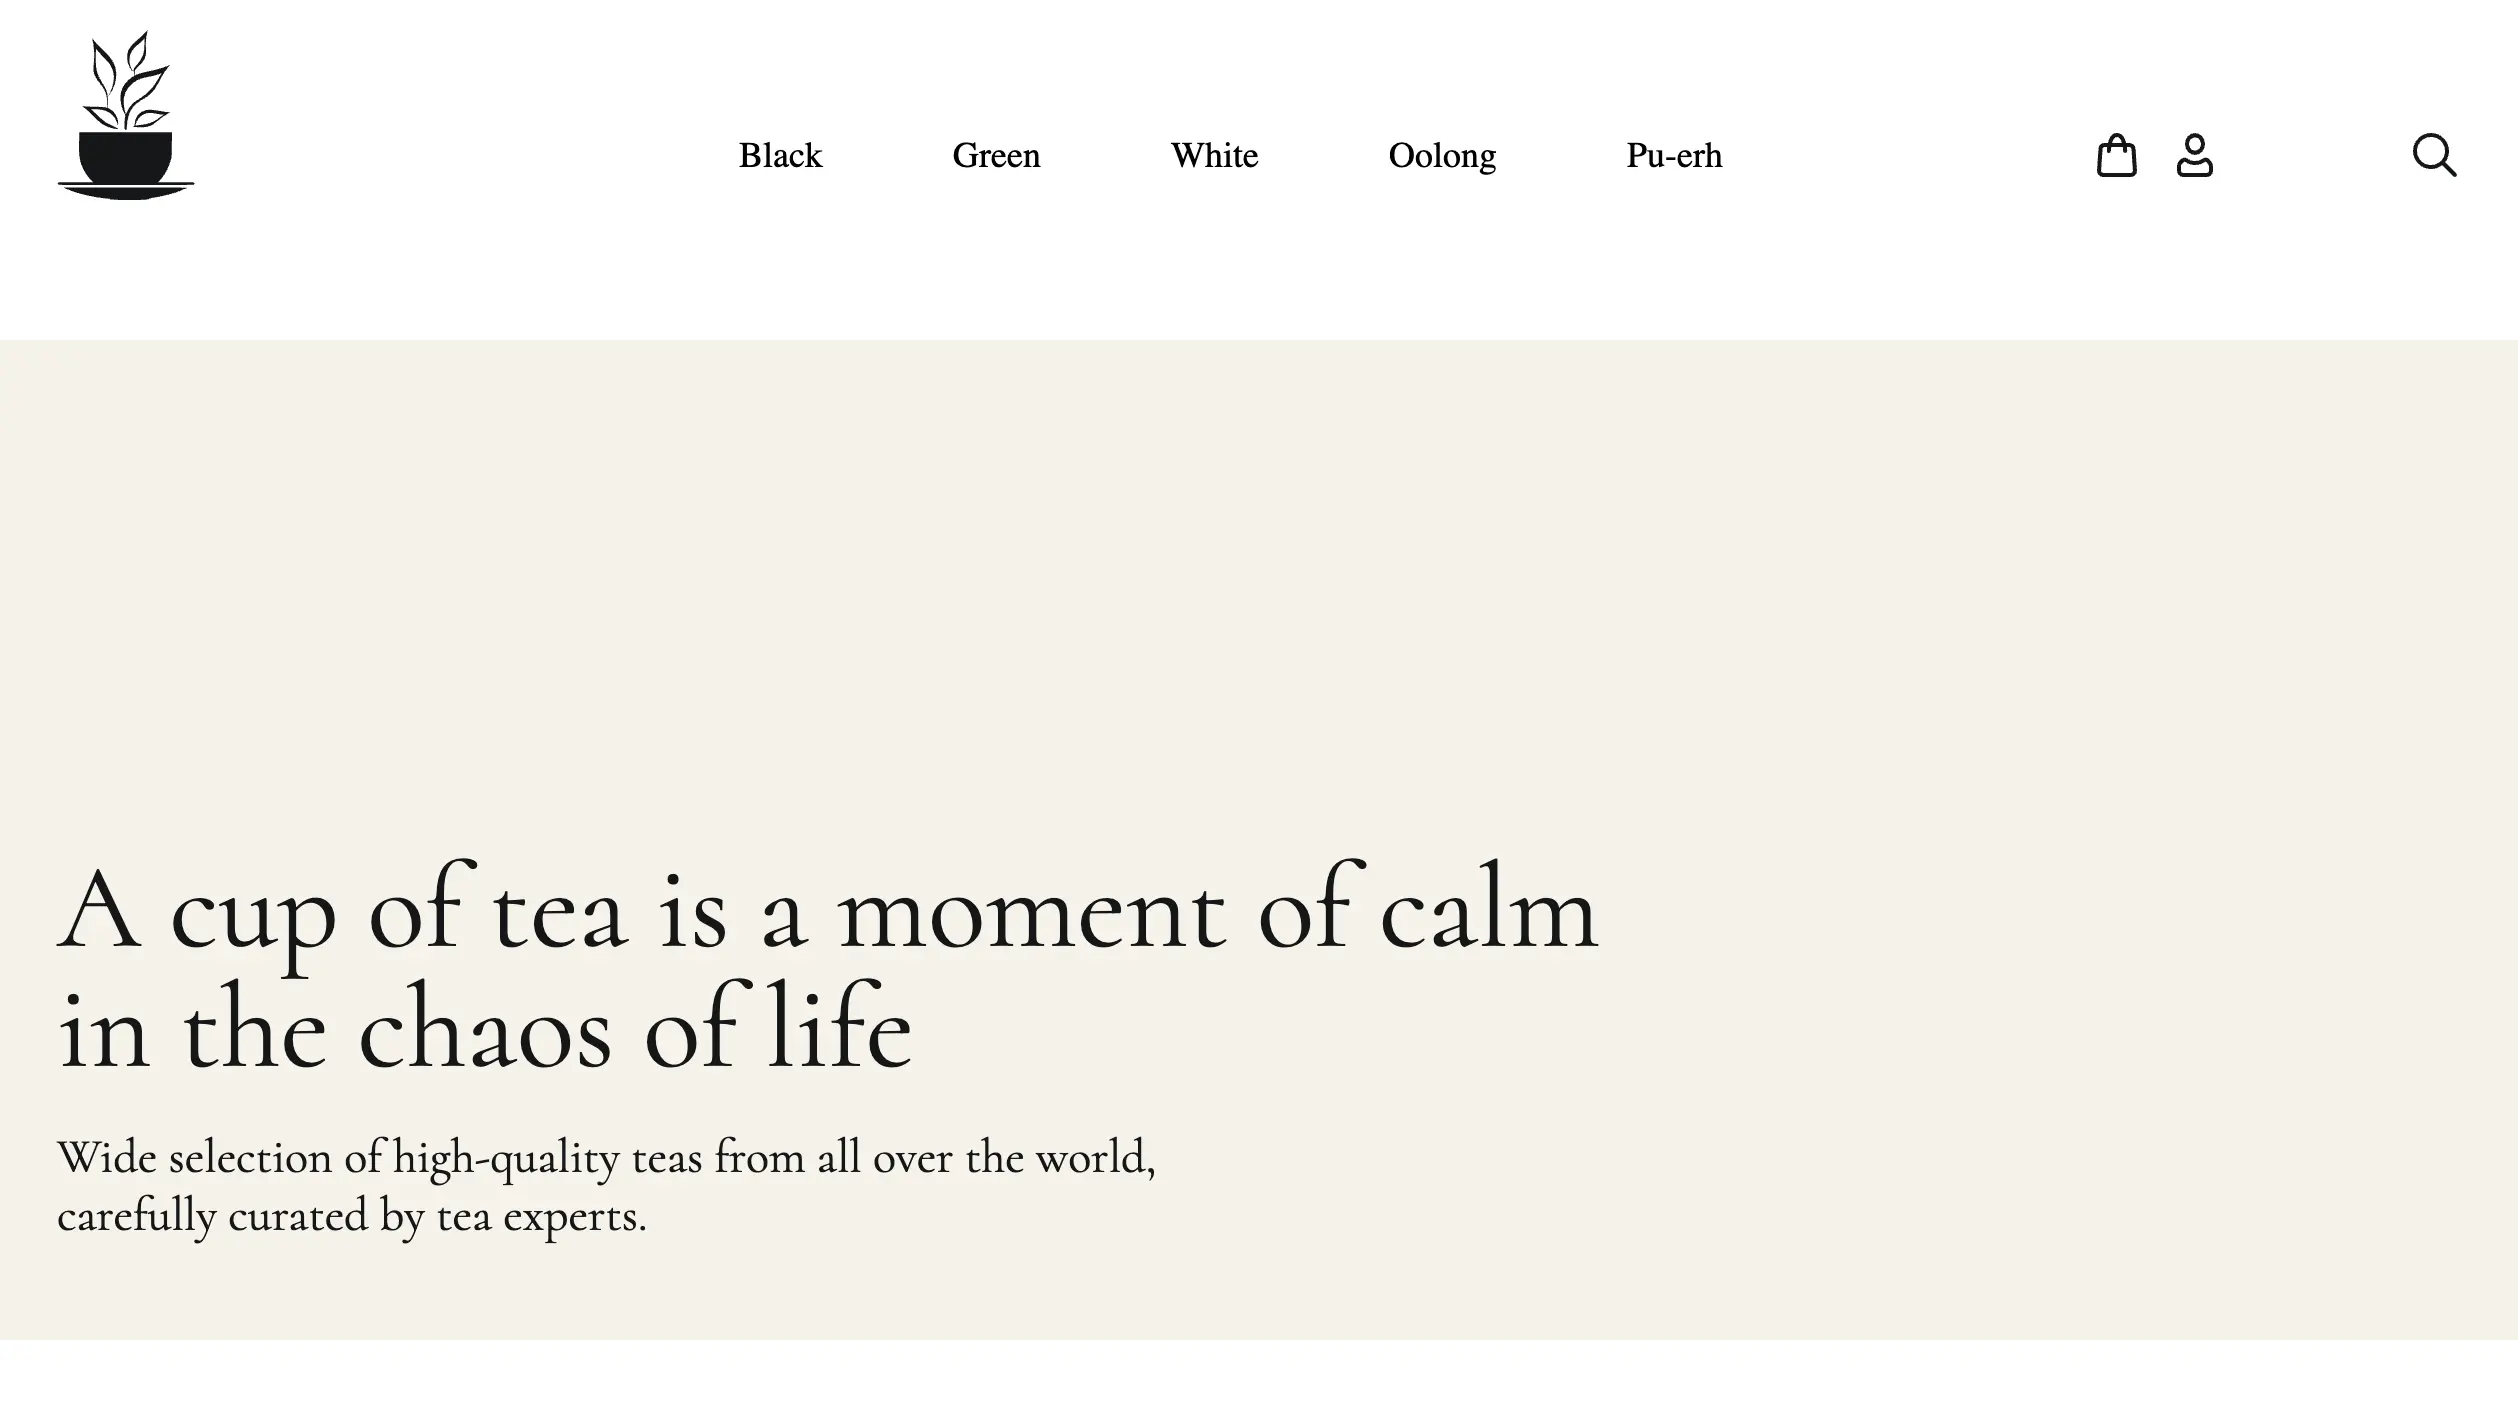 Black Green White Oolong Pu-erh
A cup of tea is a moment of calm
in the chaos of life
Wide selection of high-quality teas from all over the world,
carefully curated by tea experts.